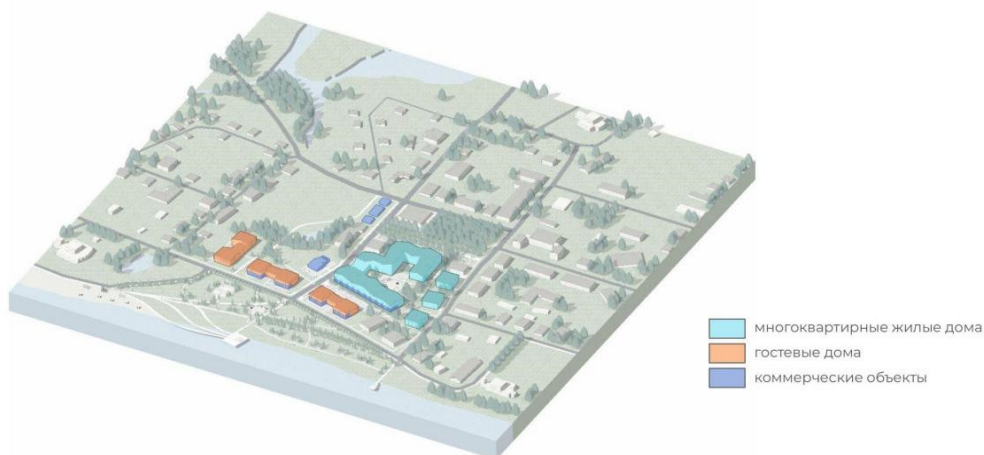 многоквартирные жилые дома
гостевые дома
коммерческие объекты